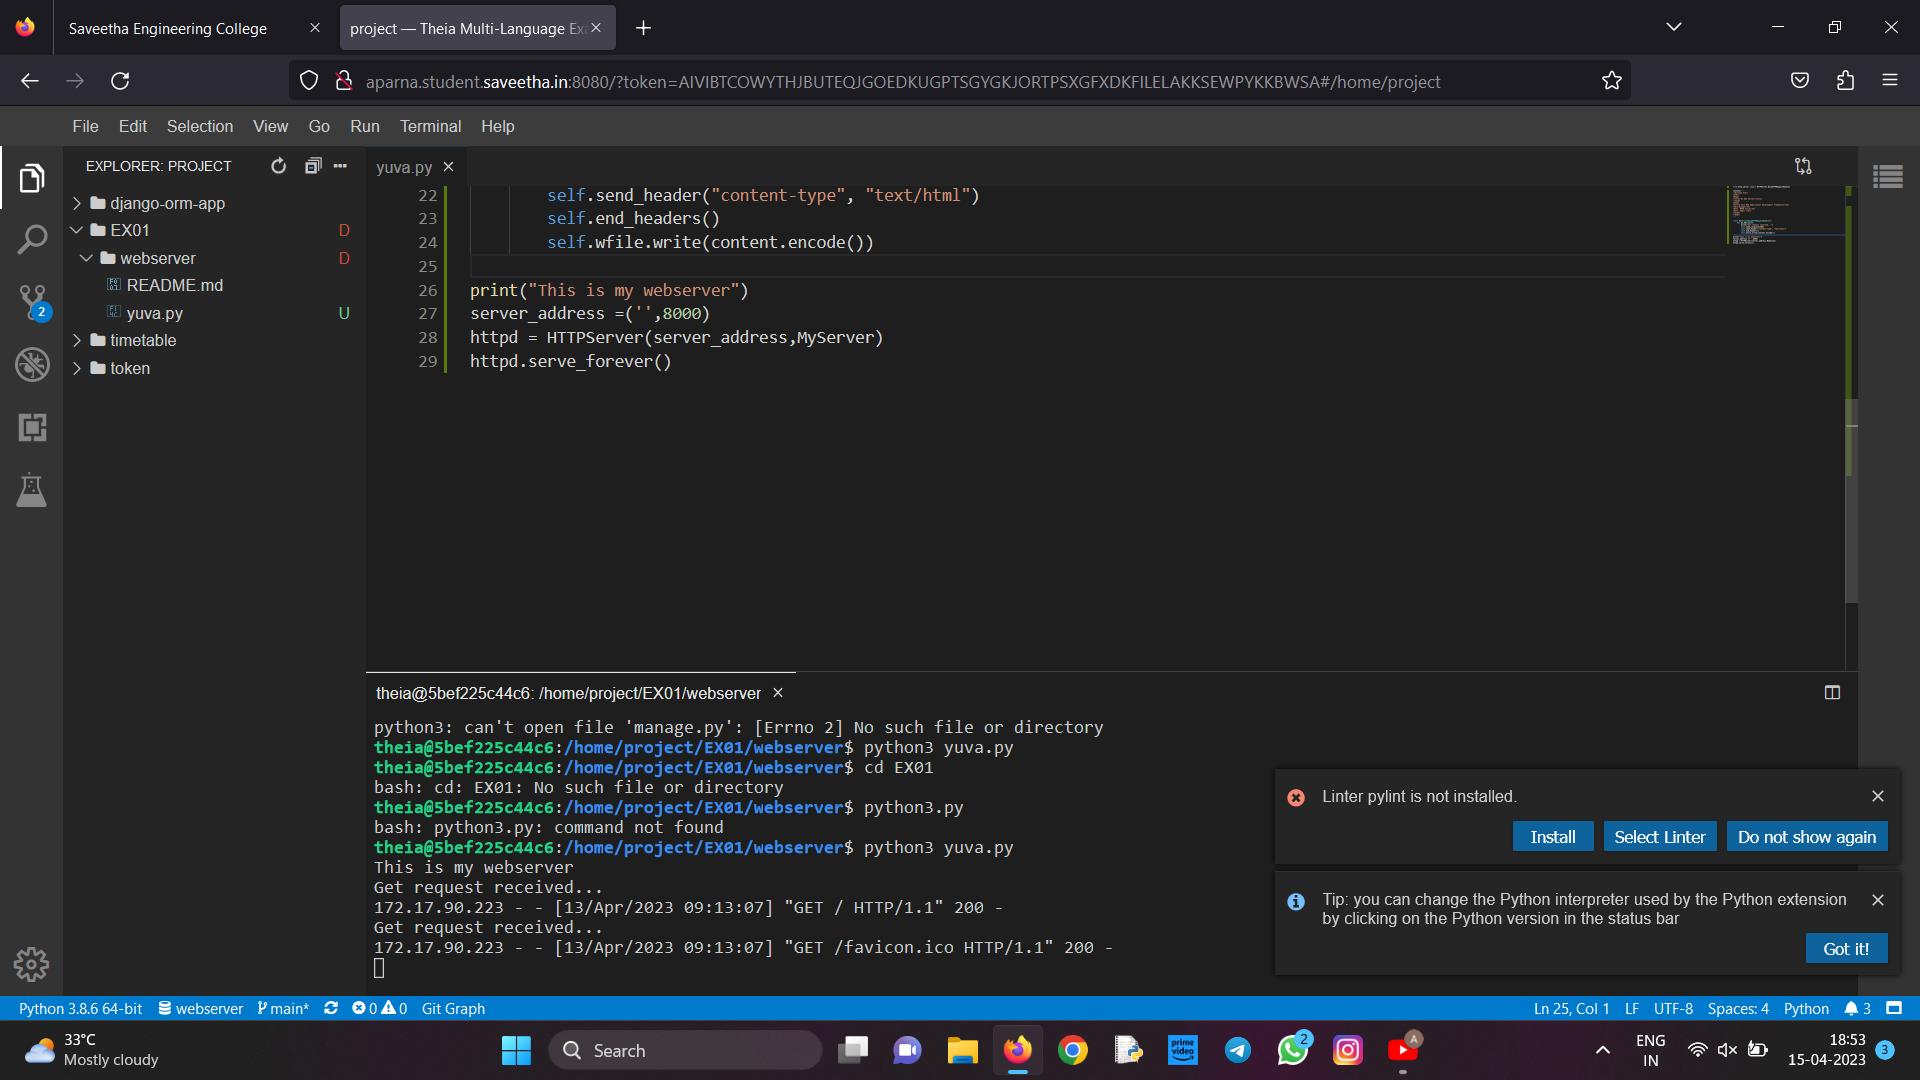 Saveetha Engineering College
project — Theia Multi-Language Exa
aparna.student.saveetha.in:8080/?token=AIVIBTCOWYTHJBUTEQJGOEDKUGPTSGYGKJORTPSXGFXDKFILELAKKSEWPYKKBWSA#/home/project
File Edit Selection View Go Run Terminal Help
EXPLORER: PROJECT
django-orm-app
EX01 D
webserver D
README.md
yuva.py U
timetable
token
2
yuva.py
22 self.send_header("content-type", "text/html")
23 self.end_headers()
24 self.wfile.write(content.encode())
25
26 print("This is my webserver")
27 server_address =('',8000)
28 httpd = HTTPServer(server_address,MyServer)
29 httpd.serve_forever()
theia@5bef225c44c6: /home/project/EX01/webserver
python3: can't open file 'manage.py': [Errno 2] No such file or directory
theia@5bef225c44c6:/home/project/EX01/webserver$ python3 yuva.py
theia@5bef225c44c6:/home/project/EX01/webserver$ cd EX01
bash: cd: EX01: No such file or directory
theia@5bef225c44c6:/home/project/EX01/webserver$ python3.py
bash: python3.py: command not found
theia@5bef225c44c6:/home/project/EX01/webserver$ python3 yuva.py
This is my webserver
Get request received...
172.17.90.223 - - [13/Apr/2023 09:13:07] "GET / HTTP/1.1" 200 -
Get request received...
172.17.90.223 - - [13/Apr/2023 09:13:07] "GET /favicon.ico HTTP/1.1" 200 -
Linter pylint is not installed.
Install Select Linter Do not show again
Tip: you can change the Python interpreter used by the Python extension
by clicking on the Python version in the status bar
Got it!
Python 3.8.6 64-bit webserver main* 0 0 Git Graph Ln 25, Col 1 LF UTF-8 Spaces: 4 Python 3
33°C
Mostly cloudy
Search
prime
video
2
A
ENG
IN
18:53
15-04-2023
3